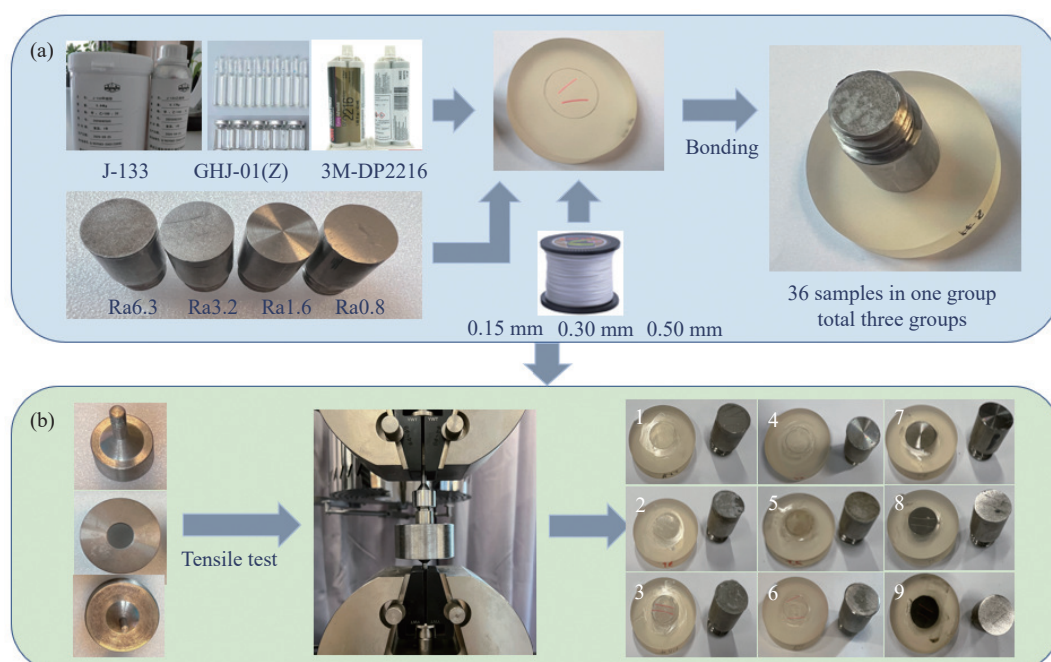 (a)
2216
J-133
GHJ-01(Z)
3M-DP2216
Bonding
Ra6.3
Ra3.2
Ra1.6
Ra0.8
0.15 mm
0.30 mm
0.50 mm
36 samples in one group
total three groups
(b)
Tensile test
1
4
7
2
5
8
3
6
9